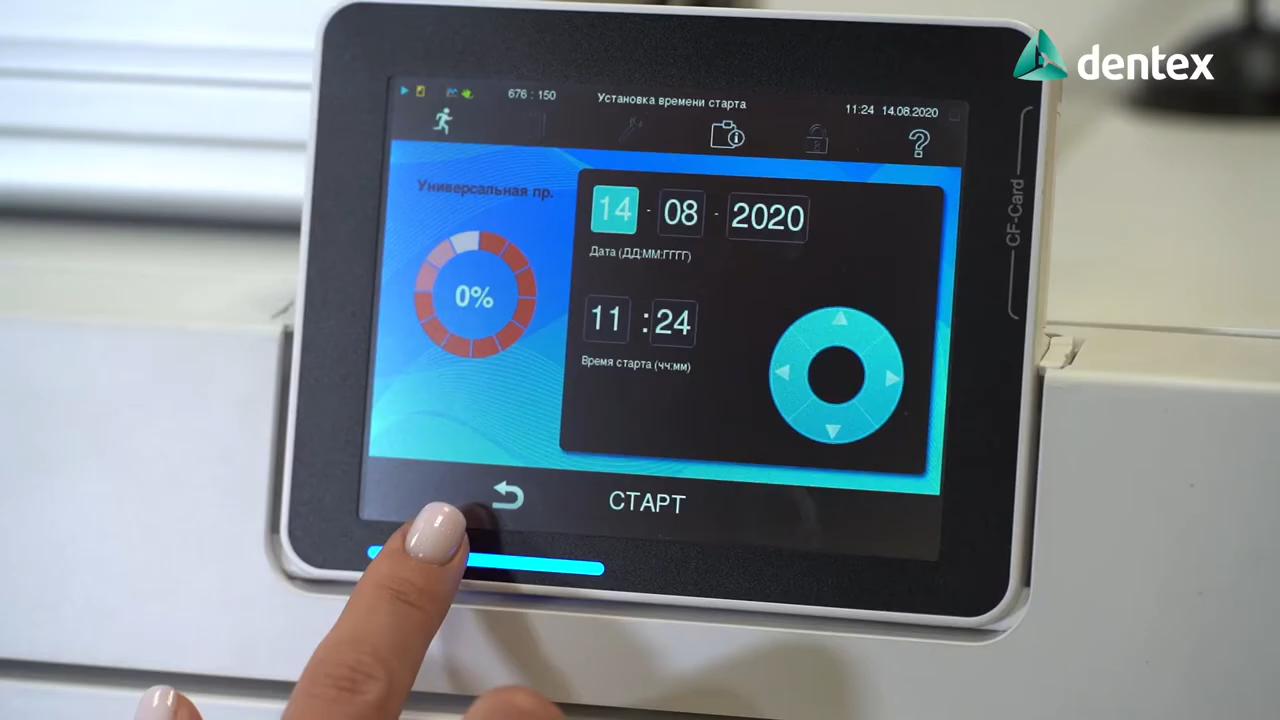 dentex
676 : 150
Установка времени старта
11:24 14.08.2020
?
Универсальная пр.
0%
14 - 08 - 2020
Дата (ДД:ММ:ГГГГ)
11 : 24
Время старта (чч:мм)
СТАРТ
CF-Card